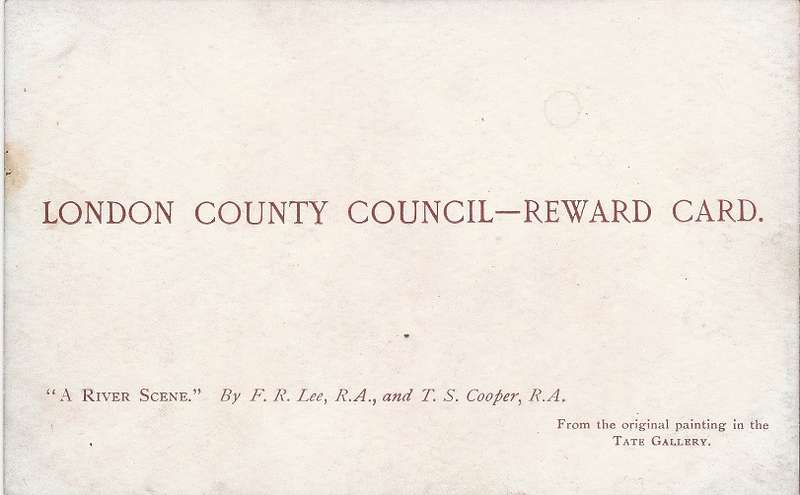 LONDON COUNTY COUNCIL—REWARD CARD.
"A RIVER SCENE." By F. R. Lee, R.A., and T. S. Cooper, R.A.
From the original painting in the
TATE GALLERY.